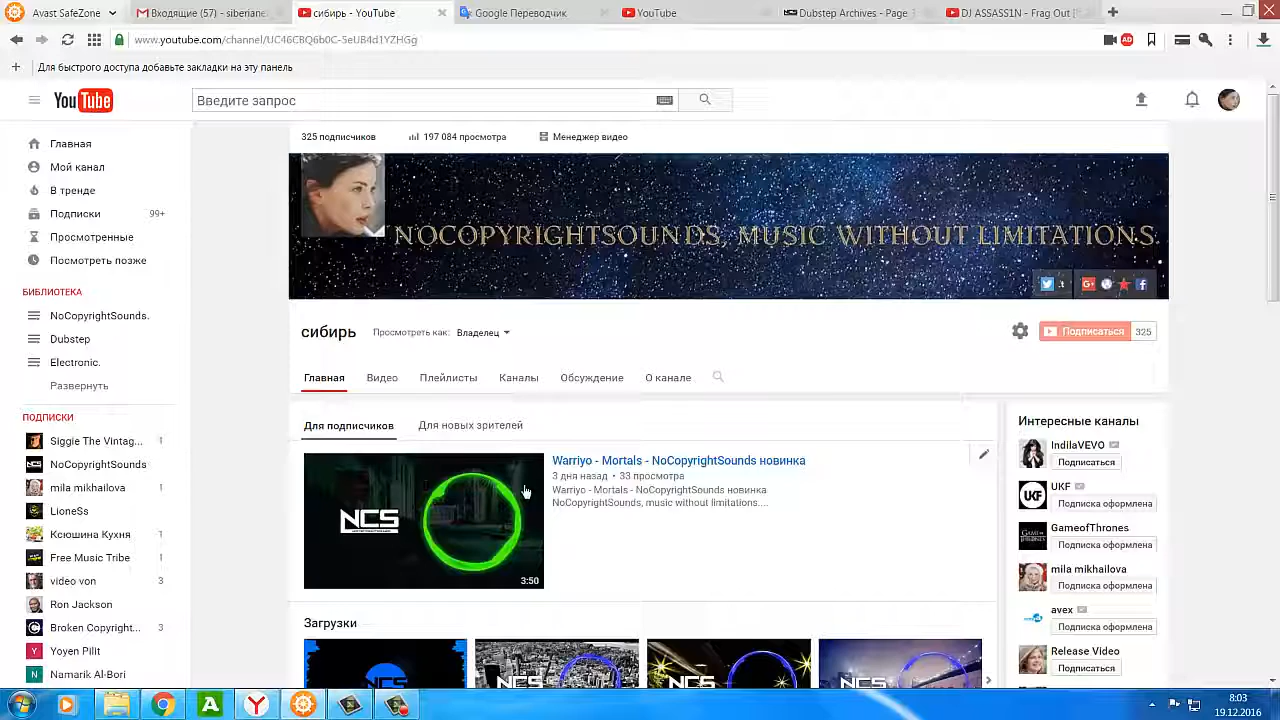 Avast SafeZone
Входящие (57) - siberian
сибирь - YouTube
Google Переводчик
YouTube
Dubstep Archives - Page
DJ ASSASS1N - Frag Out [
www.youtube.com/channel/UC46CBQ6b0C-5eUB4d1YZHGg
AD
Для быстрого доступа добавьте закладки на эту панель
YouTube
Введите запрос
325 подписчиков
197 084 просмотра
Менеджер видео
Главная
Мой канал
В тренде
Подписки 99+
Просмотренные
Посмотреть позже
БИБЛИОТЕКА
NoCopyrightSounds.
Dubstep
Electronic.
Развернуть
ПОДПИСКИ
Siggie The Vintag... 1
NoCopyrightSounds
mila mikhailova 1
LioneSs
Ксюшина Кухня 1
Free Music Tribe 1
video von 3
Ron Jackson
Broken Copyright... 3
Yoyen Pillt
Namarik Al-Bori
NOCOPYRIGHTSOUNDS, MUSIC WITHOUT LIMITATIONS.
сибирь
Просмотреть как: Владелец
Подписаться 325
Главная
Видео
Плейлисты
Каналы
Обсуждение
О канале
Для подписчиков
Для новых зрителей
NCS
3:50
Warriyo - Mortals - NoCopyrightSounds новинка
3 дня назад • 33 просмотра
Warriyo - Mortals - NoCopyrightSounds новинка
NoCopyrightSounds, music without limitations....
Загрузки
NCS
NCS
NCS
NCS
Интересные каналы
IndilaVEVO
Подписаться
UKF
UKF
Подписка оформлена
GameofThrones
Подписка оформлена
mila mikhailova
Подписка оформлена
avex
Подписка оформлена
Release Video
Подписаться
8:03
19.12.2016